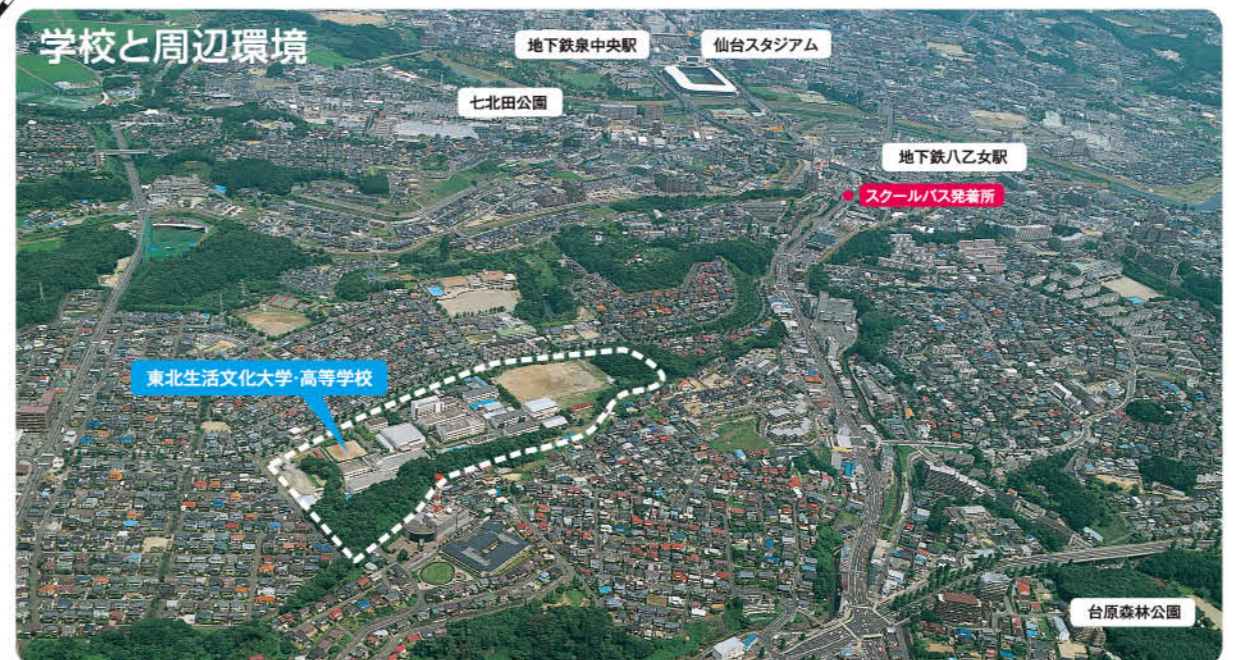 学校と周辺環境
地下鉄泉中央駅
仙台スタジアム
七北田公園
地下鉄八乙女駅
スクールバス発着所
東北生活文化大学・高等学校
台原森林公園